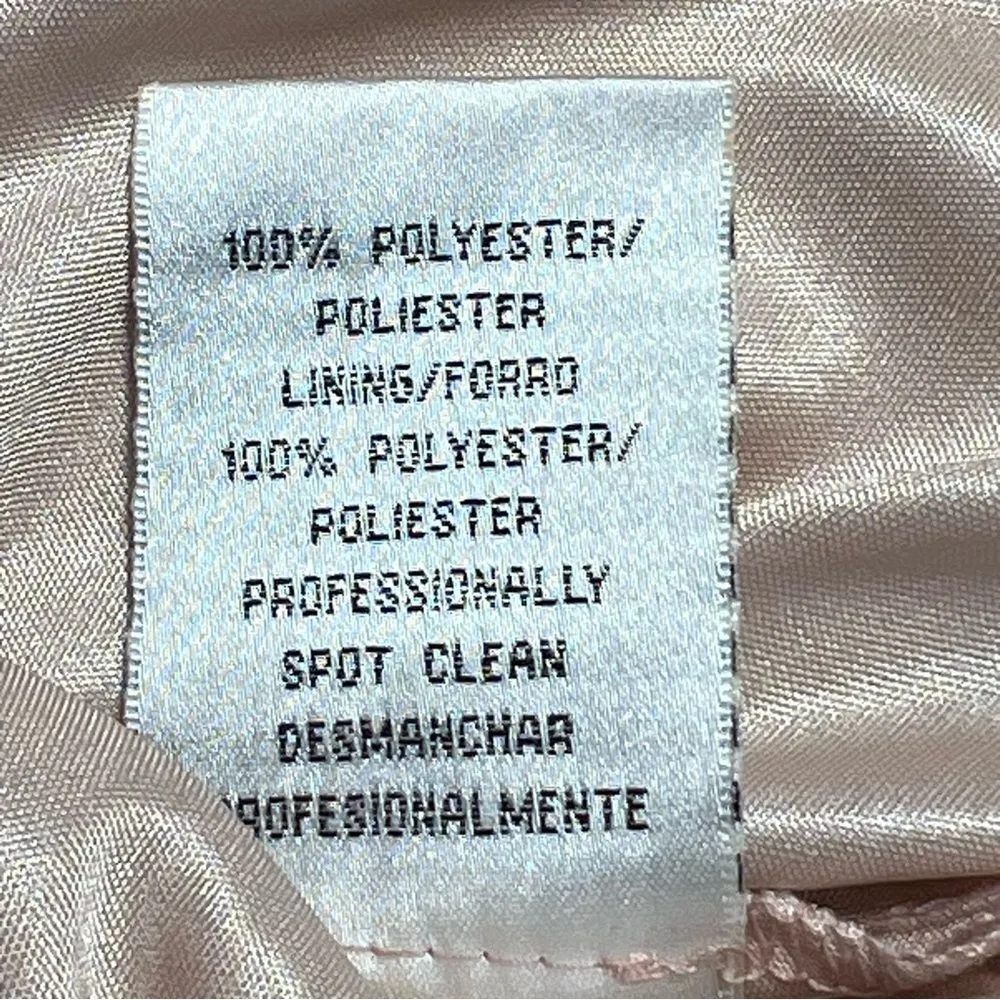 100% POLYESTER/
POLIESTER
LINING/FORRO
100% POLYESTER/
POLIESTER
PROFESSIONALLY
SPOT CLEAN
DESMANCHAR
PROFESIONALMENTE